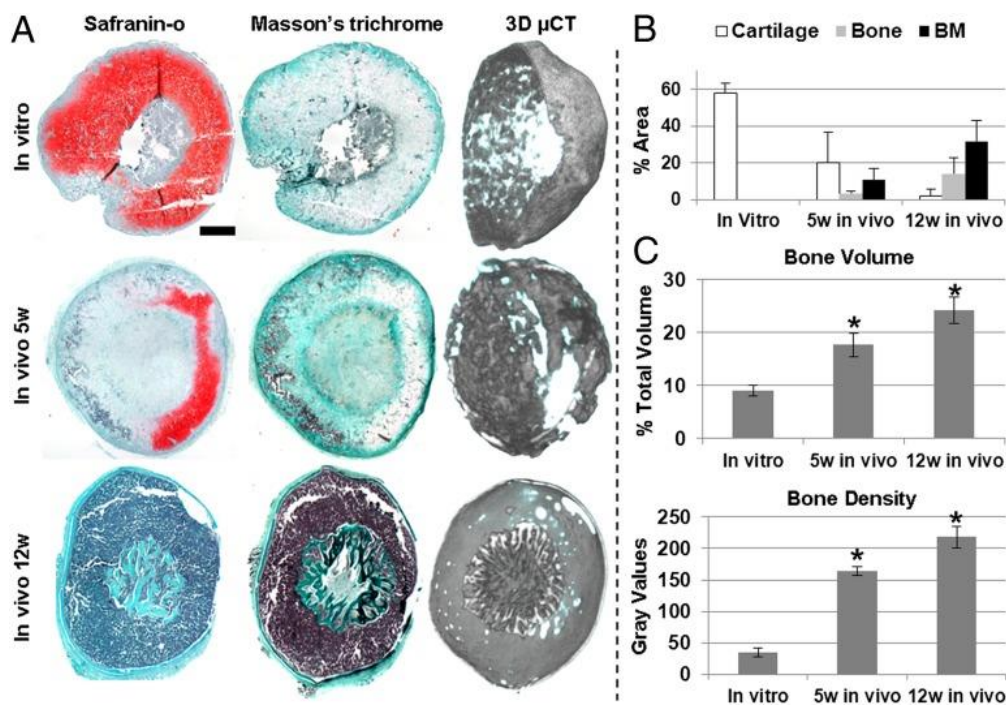 A
Safranin-o
Masson's trichrome
3D µCT
In vitro
In vivo 5w
In vivo 12w
B
Cartilage Bone BM
% Area
60
40
20
0
In Vitro 5w in vivo 12w in vivo
C
Bone Volume
% Total Volume
30
20
10
0
*
*
In vitro 5w in vivo 12w in vivo
Bone Density
Gray Values
250
200
150
100
50
0
*
*
In vitro 5w in vivo 12w in vivo